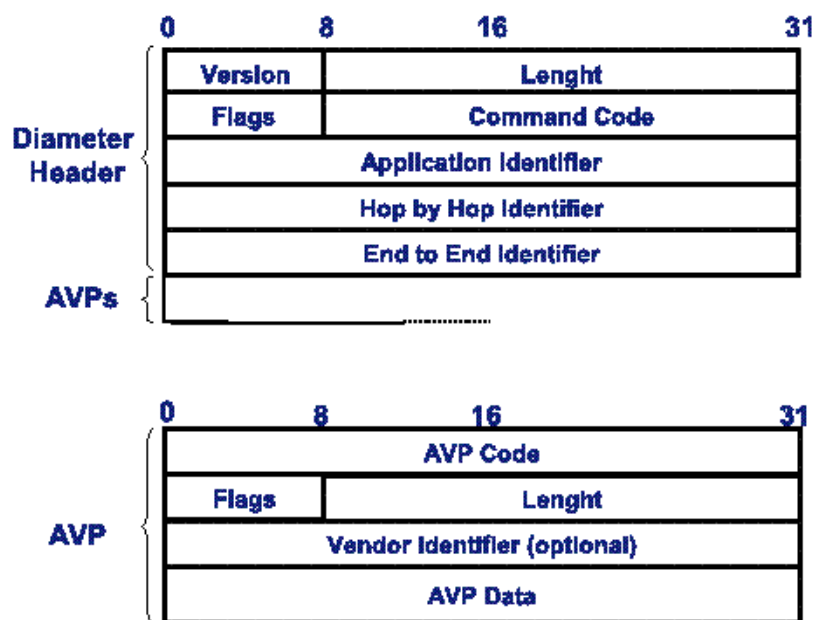 0 8 16 31
Version Lenght
Flags Command Code
Diameter Header
Application Identifier
Hop by Hop Identifier
End to End Identifier
AVPs
0 8 16 31
AVP Code
Flags Lenght
AVP
Vendor Identifier (optional)
AVP Data